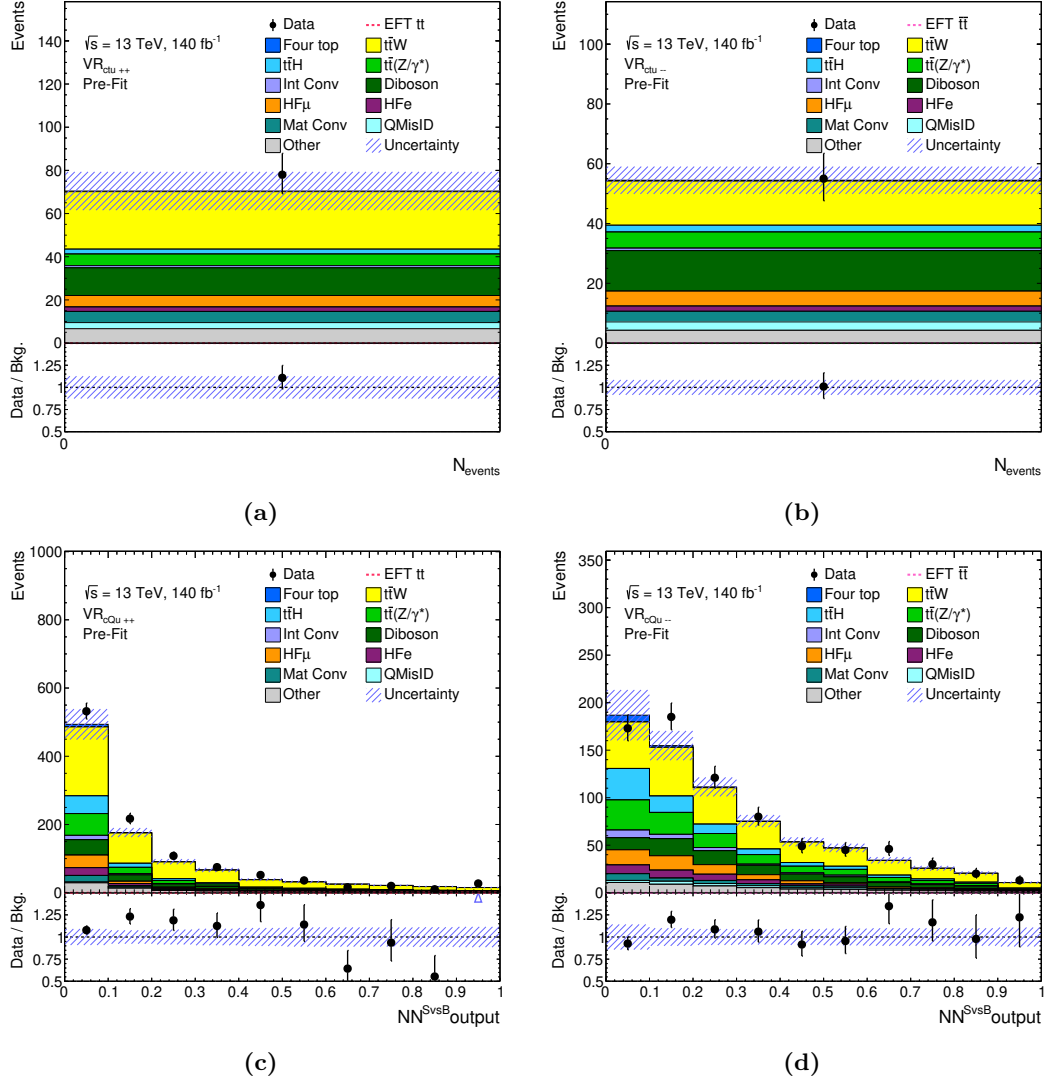 Events
160
140
120
100
80
60
40
20
0
√s = 13 TeV, 140 fb⁻¹
VR_ctu ++
Pre-Fit
Data
EFT tt
Four top
tt̄W
tt̄H
tt̄(Z/γ*)
Int Conv
Diboson
HFμ
HFe
Mat Conv
QMisID
Other
Uncertainty
Data / Bkg.
1.25
1
0.75
0.5
0
N_events
(a)
Events
100
80
60
40
20
0
√s = 13 TeV, 140 fb⁻¹
VR_ctu --
Pre-Fit
Data
EFT t̄t̄
Four top
tt̄W
tt̄H
tt̄(Z/γ*)
Int Conv
Diboson
HFμ
HFe
Mat Conv
QMisID
Other
Uncertainty
Data / Bkg.
1.25
1
0.75
0.5
0
N_events
(b)
Events
1000
800
600
400
200
0
√s = 13 TeV, 140 fb⁻¹
VR_cQu ++
Pre-Fit
Data
EFT tt
Four top
tt̄W
tt̄H
tt̄(Z/γ*)
Int Conv
Diboson
HFμ
HFe
Mat Conv
QMisID
Other
Uncertainty
Data / Bkg.
1.25
1
0.75
0.5
0 0.1 0.2 0.3 0.4 0.5 0.6 0.7 0.8 0.9 1
NN^SvsB output
(c)
Events
350
300
250
200
150
100
50
0
√s = 13 TeV, 140 fb⁻¹
VR_cQu --
Pre-Fit
Data
EFT t̄t̄
Four top
tt̄W
tt̄H
tt̄(Z/γ*)
Int Conv
Diboson
HFμ
HFe
Mat Conv
QMisID
Other
Uncertainty
Data / Bkg.
1.25
1
0.75
0.5
0 0.1 0.2 0.3 0.4 0.5 0.6 0.7 0.8 0.9 1
NN^SvsB output
(d)